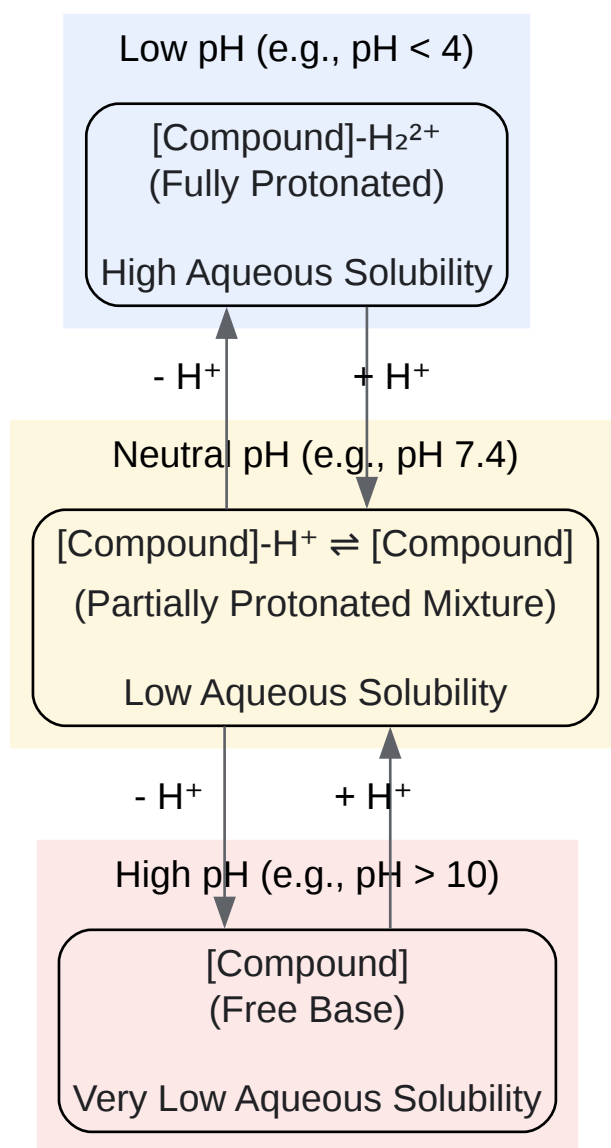 Low pH (e.g., pH < 4)
[Compound]-H₂²⁺
(Fully Protonated)
High Aqueous Solubility
- H⁺
+ H⁺
Neutral pH (e.g., pH 7.4)
[Compound]-H⁺ ⇌ [Compound]
(Partially Protonated Mixture)
Low Aqueous Solubility
- H⁺
+ H⁺
High pH (e.g., pH > 10)
[Compound]
(Free Base)
Very Low Aqueous Solubility